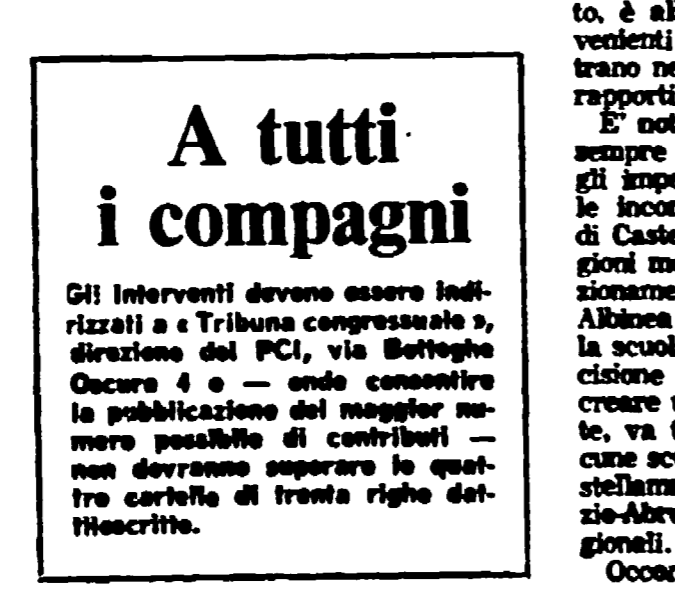 A tutti
i compagni
Gli interventi devono essere indi-
rizzati a « Tribuna congressuale »,
direzione del PCI, via Botteghe
Oscure 4 e — onde consentire
la pubblicazione del maggior nu-
mero possibile di contributi —
non dovranno superare le quat-
tro cartelle di trenta righe dat-
tiloscritte.
to, è al
venienti
trano ne
rapporti
E' not
sempre
gli impe
le incon
di Caste
gioni me
zioname
Albinea
la scuol
cisione
creare
te, va
cune sc
stellam
zio-Abru
gionali.
Occor